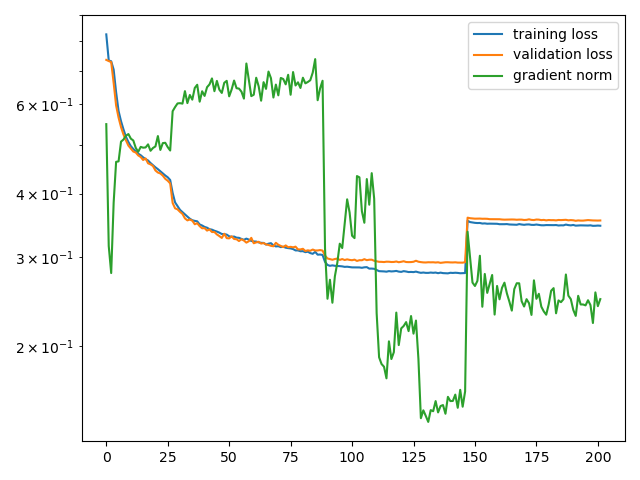 training loss
validation loss
gradient norm
6 × 10⁻¹
4 × 10⁻¹
3 × 10⁻¹
2 × 10⁻¹
0 25 50 75 100 125 150 175 200